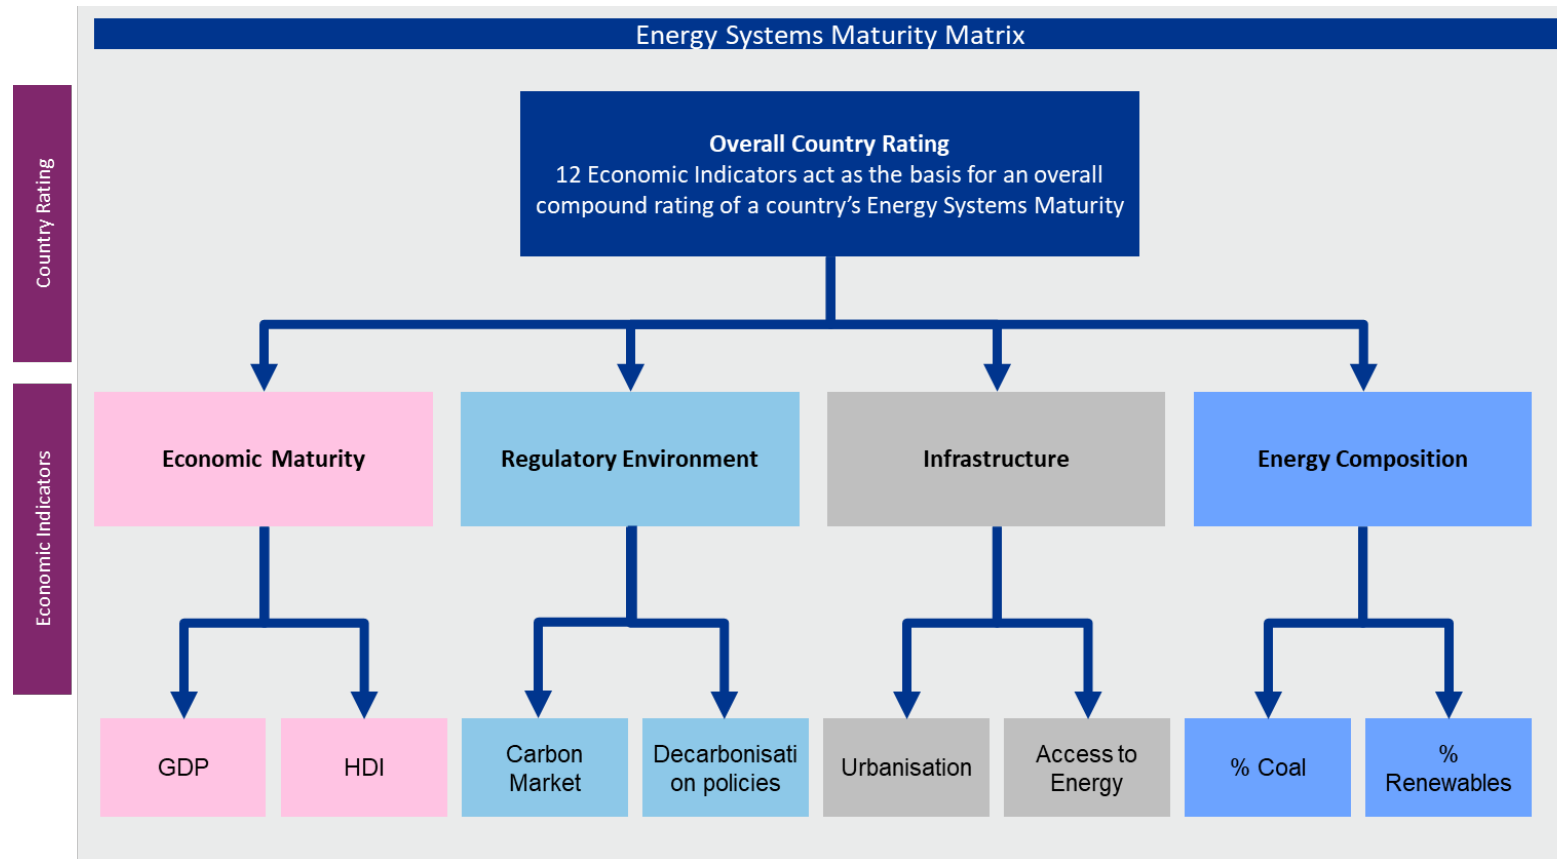 Energy Systems Maturity Matrix
Country Rating
Overall Country Rating
12 Economic Indicators act as the basis for an overall
compound rating of a country’s Energy Systems Maturity
Economic Indicators
Economic Maturity
Regulatory Environment
Infrastructure
Energy Composition
GDP
HDI
Carbon
Market
Decarbonisati
on policies
Urbanisation
Access to
Energy
% Coal
%
Renewables